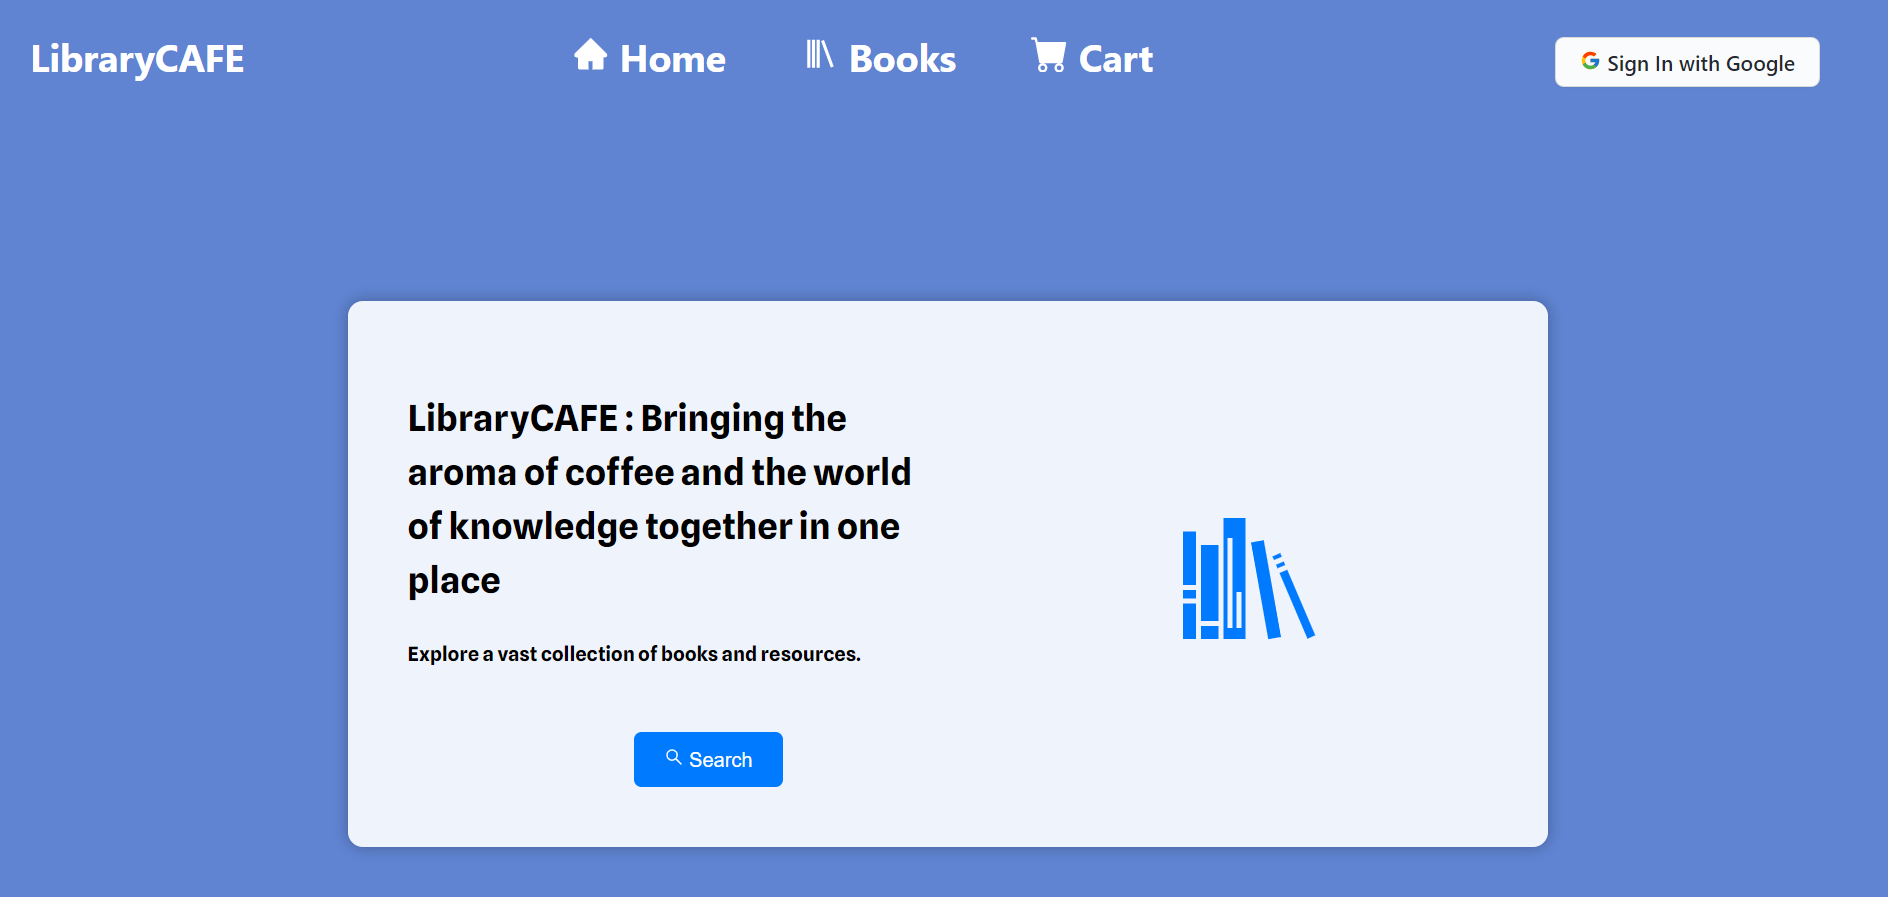 LibraryCAFE
Home
Books
Cart
Sign In with Google
LibraryCAFE : Bringing the
aroma of coffee and the world
of knowledge together in one
place
Explore a vast collection of books and resources.
Search